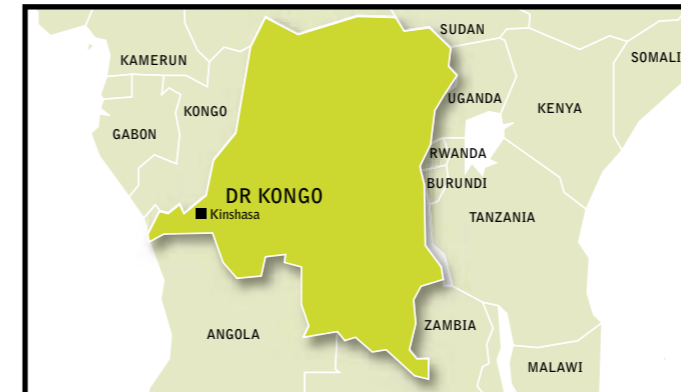 SUDAN
KAMERUN
SOMALI
UGANDA
KONGO
KENYA
GABON
RWANDA
BURUNDI
DR KONGO
Kinshasa
TANZANIA
ANGOLA
ZAMBIA
MALAWI